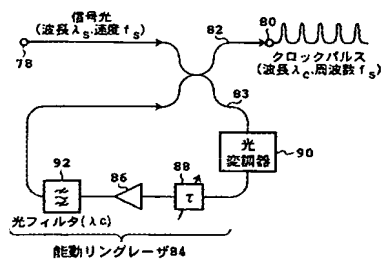 信号光
(波長λS.速度fS)
78
82
80
クロックパルス
(波長λC.周波数fS)
83
光
変調器
90
92
86
88
τ
光フィルタ(λC)
能動リングレーザ84